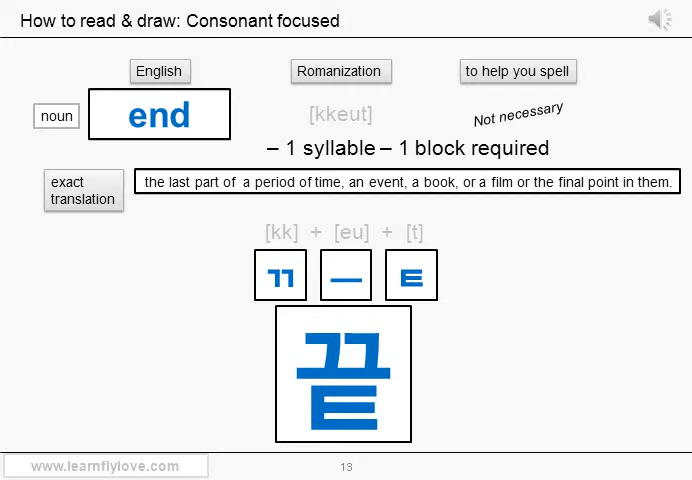 How to read & draw: Consonant focused
English
Romanization
to help you spell
noun
end
[kkeut]
Not necessary
– 1 syllable – 1 block required
exact
translation
the last part of a period of time, an event, a book, or a film or the final point in them.
[kk] + [eu] + [t]
ㄲ ㅡ ㅌ
끝
www.learnflylove.com
13